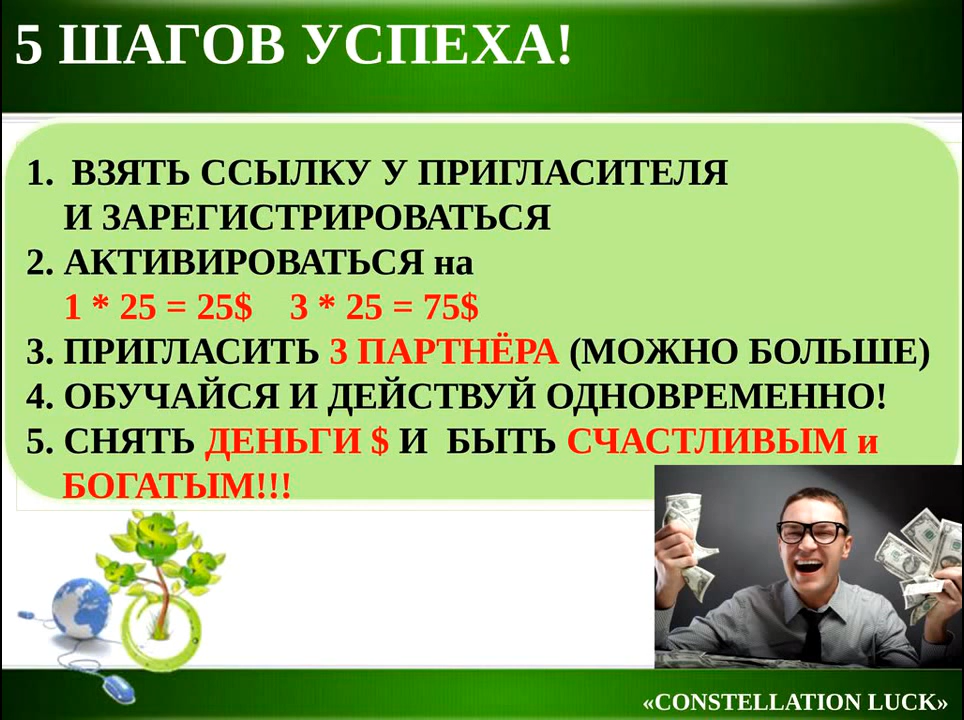 5 ШАГОВ УСПЕХА!
1. ВЗЯТЬ ССЫЛКУ У ПРИГЛАСИТЕЛЯ
И ЗАРЕГИСТРИРОВАТЬСЯ
2. АКТИВИРОВАТЬСЯ на
1 * 25 = 25$ 3 * 25 = 75$
3. ПРИГЛАСИТЬ 3 ПАРТНЁРА (МОЖНО БОЛЬШЕ)
4. ОБУЧАЙСЯ И ДЕЙСТВУЙ ОДНОВРЕМЕННО!
5. СНЯТЬ ДЕНЬГИ $ И БЫТЬ СЧАСТЛИВЫМ и
БОГАТЫМ!!!
«CONSTELLATION LUCK»